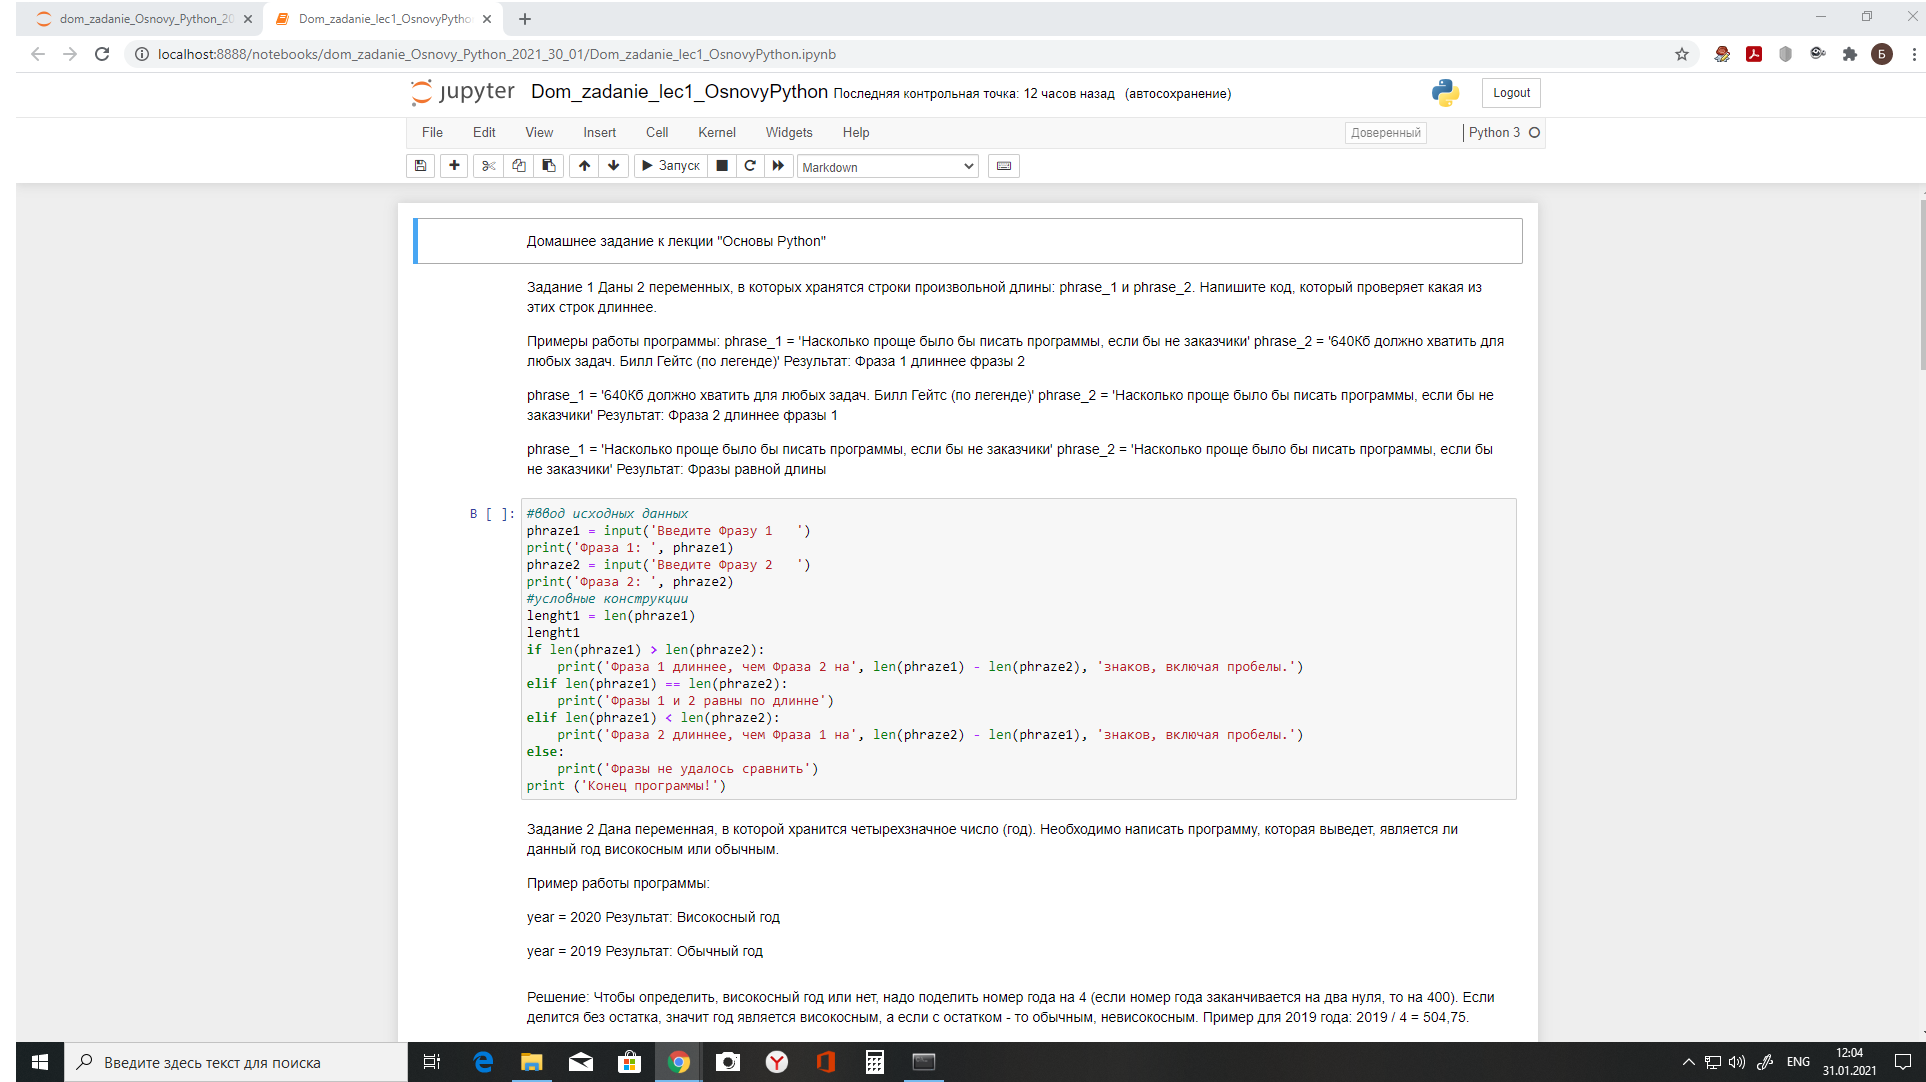 dom_zadanie_Osnovy_Python_20
Dom_zadanie_lec1_OsnovyPytho
localhost:8888/notebooks/dom_zadanie_Osnovy_Python_2021_30_01/Dom_zadanie_lec1_OsnovyPython.ipynb
Б
jupyter Dom_zadanie_lec1_OsnovyPython Последняя контрольная точка: 12 часов назад (автосохранение)
Logout
File Edit View Insert Cell Kernel Widgets Help
Доверенный Python 3
Запуск Markdown
Домашнее задание к лекции "Основы Python"
Задание 1 Даны 2 переменных, в которых хранятся строки произвольной длины: phrase_1 и phrase_2. Напишите код, который проверяет какая из
этих строк длиннее.
Примеры работы программы: phrase_1 = 'Насколько проще было бы писать программы, если бы не заказчики' phrase_2 = '640Кб должно хватить для
любых задач. Билл Гейтс (по легенде)' Результат: Фраза 1 длиннее фразы 2
phrase_1 = '640Кб должно хватить для любых задач. Билл Гейтс (по легенде)' phrase_2 = 'Насколько проще было бы писать программы, если бы не
заказчики' Результат: Фраза 2 длиннее фразы 1
phrase_1 = 'Насколько проще было бы писать программы, если бы не заказчики' phrase_2 = 'Насколько проще было бы писать программы, если бы
не заказчики' Результат: Фразы равной длины
В [ ]:
#ввод исходных данных
phraze1 = input('Введите Фразу 1   ')
print('Фраза 1: ', phraze1)
phraze2 = input('Введите Фразу 2   ')
print('Фраза 2: ', phraze2)
#условные конструкции
lenght1 = len(phraze1)
lenght1
if len(phraze1) > len(phraze2):
    print('Фраза 1 длиннее, чем Фраза 2 на', len(phraze1) - len(phraze2), 'знаков, включая пробелы.')
elif len(phraze1) == len(phraze2):
    print('Фразы 1 и 2 равны по длинне')
elif len(phraze1) < len(phraze2):
    print('Фраза 2 длиннее, чем Фраза 1 на', len(phraze2) - len(phraze1), 'знаков, включая пробелы.')
else:
    print('Фразы не удалось сравнить')
print ('Конец программы!')
Задание 2 Дана переменная, в которой хранится четырехзначное число (год). Необходимо написать программу, которая выведет, является ли
данный год високосным или обычным.
Пример работы программы:
year = 2020 Результат: Високосный год
year = 2019 Результат: Обычный год
Решение: Чтобы определить, високосный год или нет, надо поделить номер года на 4 (если номер года заканчивается на два нуля, то на 400). Если
делится без остатка, значит год является високосным, а если с остатком - то обычным, невисокосным. Пример для 2019 года: 2019 / 4 = 504,75.
Введите здесь текст для поиска
ENG
12:04
31.01.2021